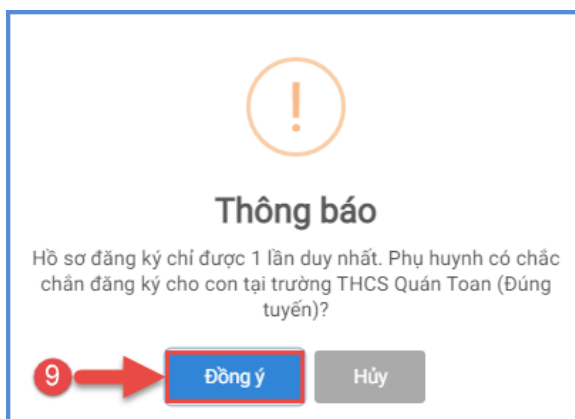 !
Thông báo
Hồ sơ đăng ký chỉ được 1 lần duy nhất. Phụ huynh có chắc
chắn đăng ký cho con tại trường THCS Quán Toan (Đúng
tuyến)?
9 Đồng ý Hủy